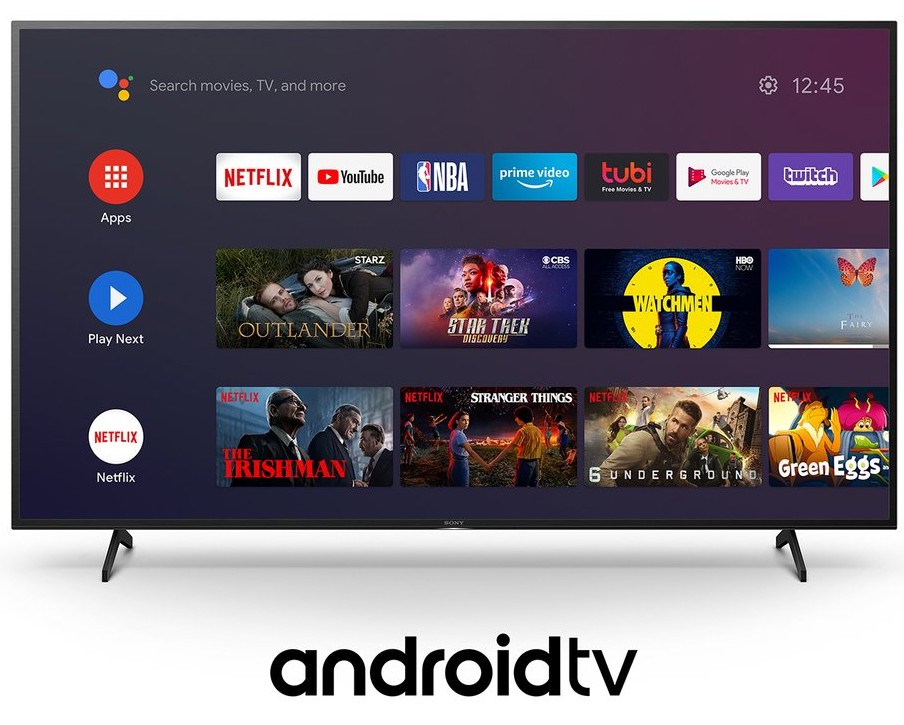 Search movies, TV, and more
12:45
Apps
NETFLIX
YouTube
NBA
prime video
tubi
Free Movies & TV
Google Play
Movies & TV
twitch
Play Next
STARZ
OUTLANDER
CBS
ALL ACCESS
STAR TREK
DISCOVERY
HBO
NOW
WATCHMEN
THE
FAIRY
NETFLIX
Netflix
NETFLIX
THE
IRISHMAN
NETFLIX
STRANGER THINGS
NETFLIX
6 UNDERGROUND
NETFLIX
Green Eggs
SONY
androidtv